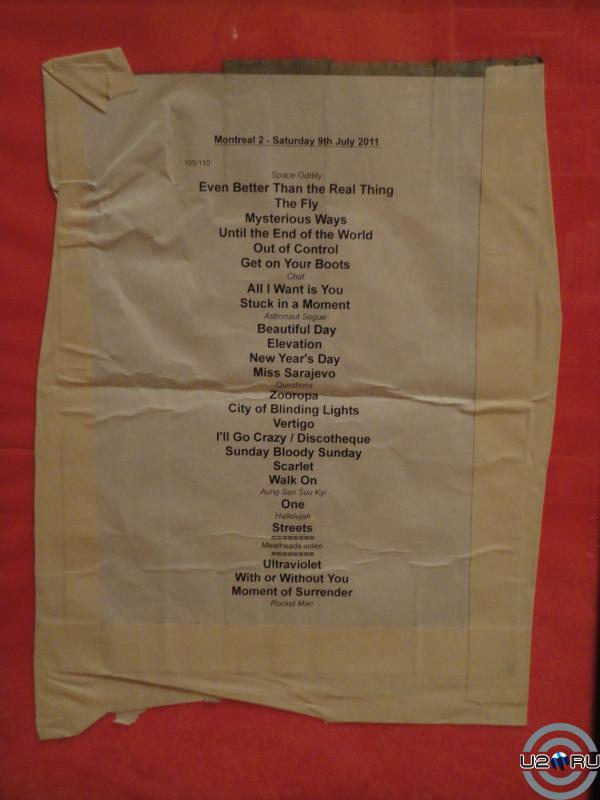 Montreal 2 - Saturday 9th July 2011
103/110
Space Oddity
Even Better Than the Real Thing
The Fly
Mysterious Ways
Until the End of the World
Out of Control
Get on Your Boots
Chat
All I Want is You
Stuck in a Moment
Astronaut Segue
Beautiful Day
Elevation
New Year's Day
Miss Sarajevo
Questions
Zooropa
City of Blinding Lights
Vertigo
I'll Go Crazy / Discotheque
Sunday Bloody Sunday
Scarlet
Walk On
Aung San Suu Kyi
One
Hallelujah
Streets
========
Meatheads video
========
Ultraviolet
With or Without You
Moment of Surrender
Rocket Man
U2 RU